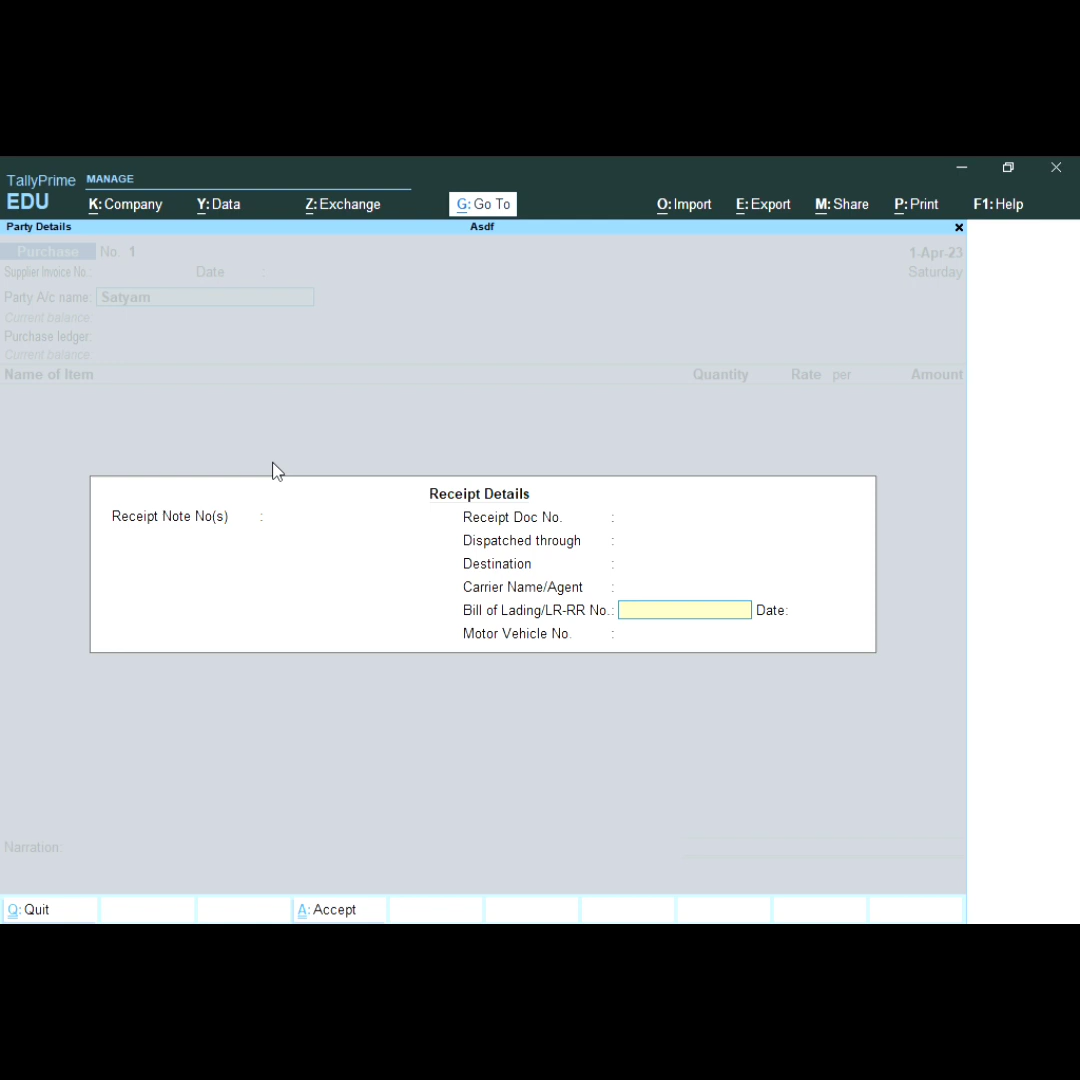 TallyPrime MANAGE
EDU K: Company Y: Data Z: Exchange G: Go To O: Import E: Export M: Share P: Print F1: Help
Party Details Asdf
Purchase No. 1 1-Apr-23
Supplier Invoice No.: Date : Saturday
Party A/c name: Satyam
Current balance:
Purchase ledger:
Current balance:
Name of Item Quantity Rate per Amount
Receipt Details
Receipt Note No(s) : Receipt Doc No. :
Dispatched through :
Destination :
Carrier Name/Agent :
Bill of Lading/LR-RR No. : Date:
Motor Vehicle No. :
Narration:
Q: Quit A: Accept